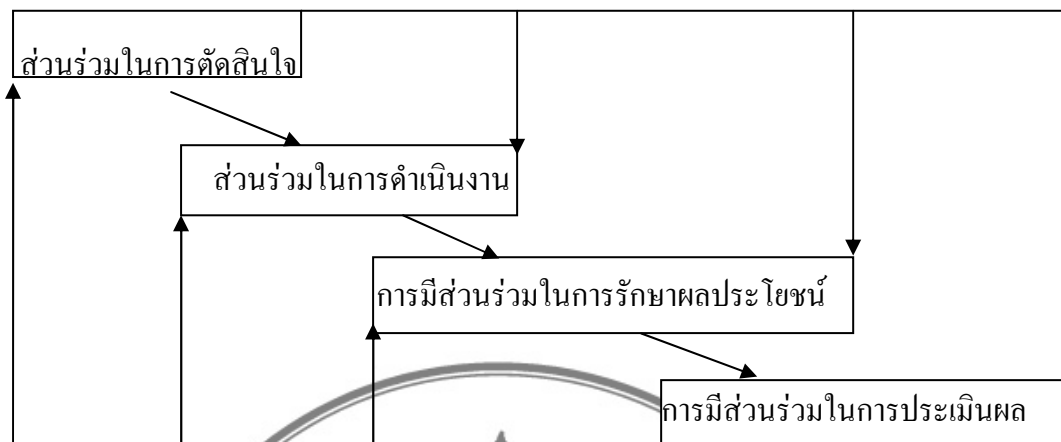 ส่วนร่วมในการตัดสินใจ
ส่วนร่วมในการดำเนินงาน
การมีส่วนร่วมในการรักษาผลประโยชน์
การมีส่วนร่วมในการประเมินผล